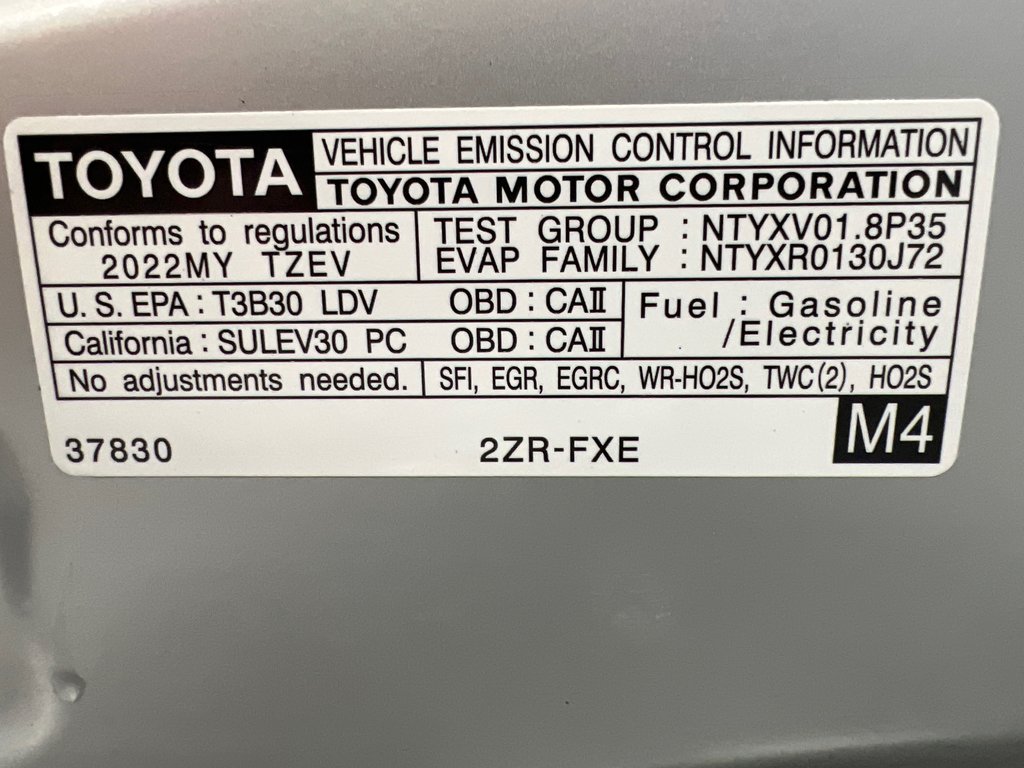 TOYOTA
VEHICLE EMISSION CONTROL INFORMATION
TOYOTA MOTOR CORPORATION
Conforms to regulations
2022MY TZEV
TEST GROUP : NTYXV01.8P35
EVAP FAMILY : NTYXR0130J72
U.S.EPA : T3B30 LDV OBD : CAII
California : SULEV30 PC OBD : CAII
Fuel : Gasoline
/Electricity
No adjustments needed.
SFI, EGR, EGRC, WR-HO2S, TWC(2), HO2S
37830
2ZR-FXE
M4